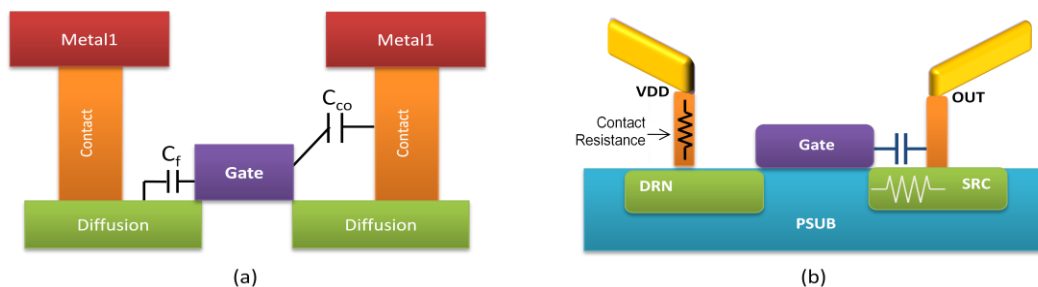 Metal1
Metal1
Contact
Contact
Cco
Cf
Gate
Diffusion
Diffusion
(a)
VDD
OUT
Contact
Resistance
Gate
DRN
SRC
PSUB
(b)